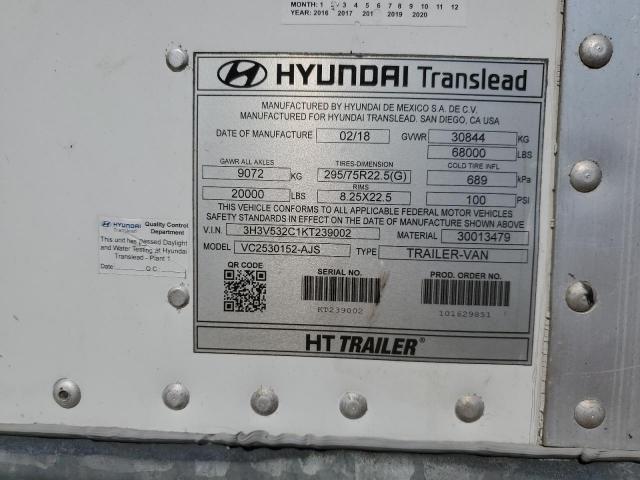 MONTH: 1 3 4 5 6 7 8 9 10 11 12
YEAR: 2016 2017 201 2019 2020
HYUNDAI Translead
MANUFACTURED BY HYUNDAI DE MEXICO S.A. DE C.V.
MANUFACTURED FOR HYUNDAI TRANSLEAD. SAN DIEGO, CA USA
DATE OF MANUFACTURE 02/18 GVWR 30844 KG
68000 LBS
GAWR ALL AXLES TIRES-DIMENSION COLD TIRE INFL
9072 KG 295/75R22.5(G) 689 kPa
RIMS
20000 LBS 8.25X22.5 100 PSI
THIS VEHICLE CONFORMS TO ALL APPLICABLE FEDERAL MOTOR VEHICLES
SAFETY STANDARDS IN EFFECT ON THE DATE OF MANUFACTURE SHOWN ABOVE
V.I.N. 3H3V532C1KT239002 MATERIAL 30013479
MODEL VC2530152-AJS TYPE TRAILER-VAN
QR CODE SERIAL NO. PROD. ORDER NO.
KT239002 101629851
HT TRAILER®
HYUNDAI Translead Quality Control Department
This unit has passed Daylight
and Water Testing at Hyundai
Translead - Plant 1
Date: Q.C.